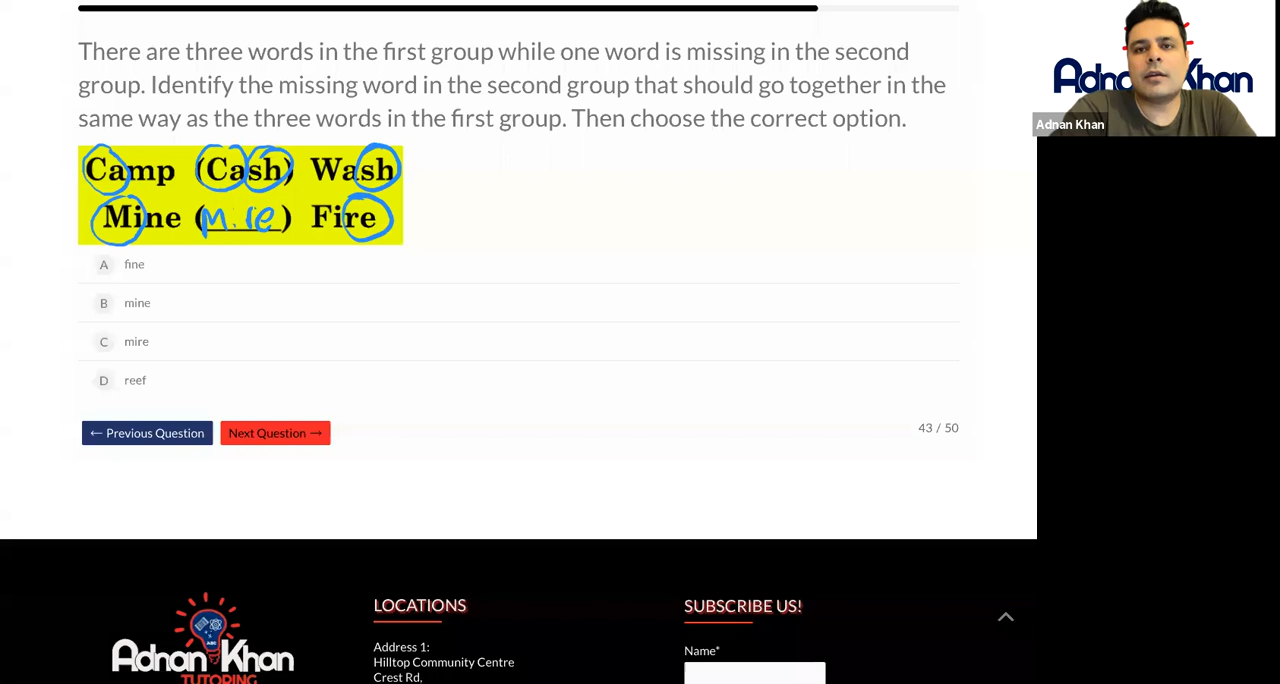 There are three words in the first group while one word is missing in the second
group. Identify the missing word in the second group that should go together in the
same way as the three words in the first group. Then choose the correct option.
Camp (Cash) Wash
Mine (mire) Fire
A fine
B mine
C mire
D reef
← Previous Question Next Question →
43 / 50
Adnan Khan
Adnan Khan
LOCATIONS
Address 1:
Hilltop Community Centre
Crest Rd,
SUBSCRIBE US!
Name*
Adnan Khan
TUTORING